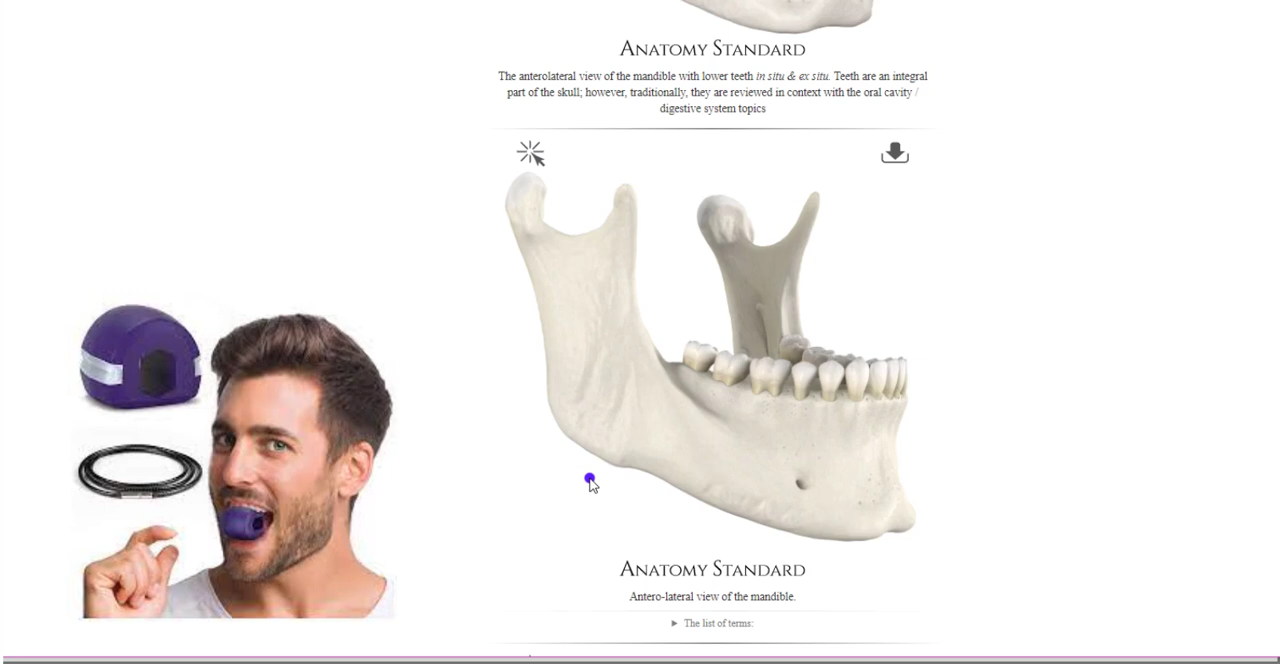 ANATOMY STANDARD
The anterolateral view of the mandible with lower teeth in situ & ex situ. Teeth are an integral
part of the skull; however, traditionally, they are reviewed in context with the oral cavity /
digestive system topics
ANATOMY STANDARD
Antero-lateral view of the mandible.
▶ The list of terms: